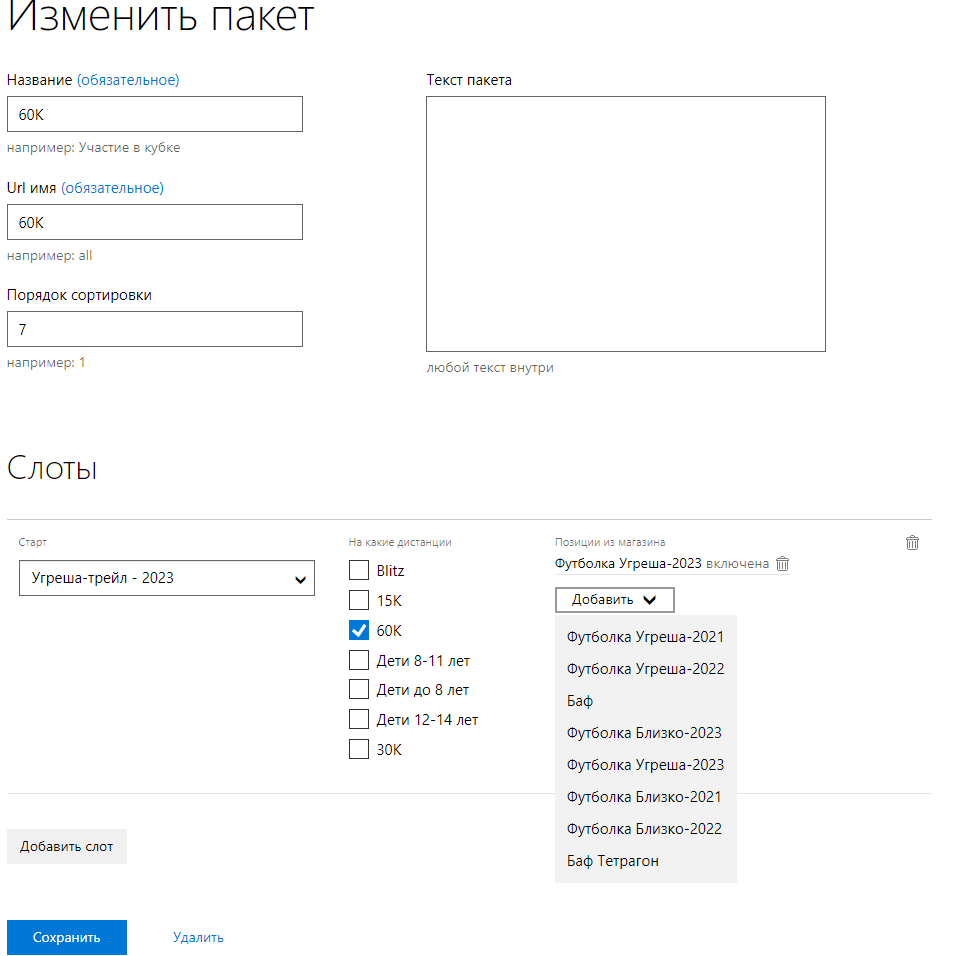 Изменить пакет
Название (обязательное)
60K
например: Участие в кубке
Url имя (обязательное)
60K
например: all
Порядок сортировки
7
например: 1
Текст пакета
любой текст внутри
Слоты
Старт
Угреша-трейл - 2023
На какие дистанции
Blitz
15K
60K
Дети 8-11 лет
Дети до 8 лет
Дети 12-14 лет
30K
Позиции из магазина
Футболка Угреша-2023 включена
Добавить
Футболка Угреша-2021
Футболка Угреша-2022
Баф
Футболка Близко-2023
Футболка Угреша-2023
Футболка Близко-2021
Футболка Близко-2022
Баф Тетрагон
Добавить слот
Сохранить
Удалить